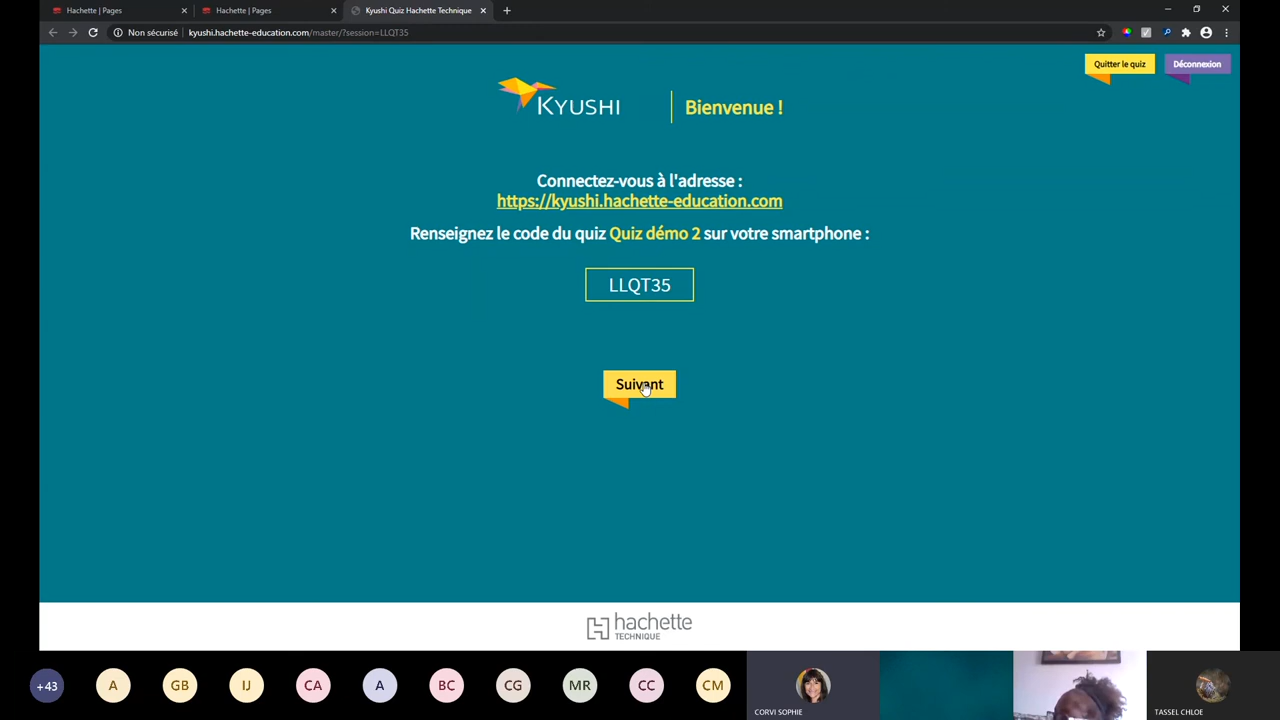 Hachette | Pages
Hachette | Pages
Kyushi Quiz Hachette Technique
Non sécurisé | kyushi.hachette-education.com/master/?session=LLQT35
Quitter le quiz
Déconnexion
KYUSHI
Bienvenue !
Connectez-vous à l'adresse :
https://kyushi.hachette-education.com
Renseignez le code du quiz Quiz démo 2 sur votre smartphone :
LLQT35
Suivant
hachette
TECHNIQUE
+43
A
GB
IJ
CA
A
BC
CG
MR
CC
CM
CORVI SOPHIE
TASSEL CHLOE